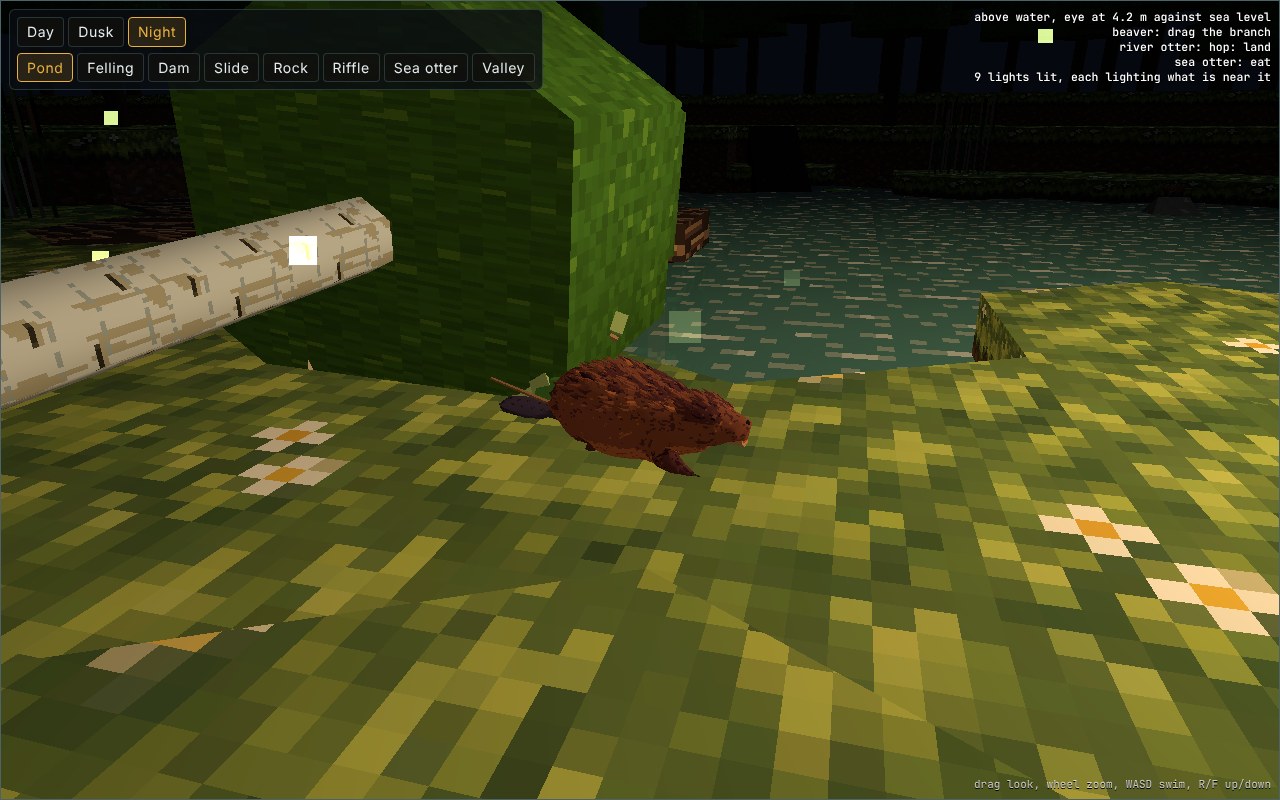 Day Dusk Night
Pond Felling Dam Slide Rock Riffle Sea otter Valley
above water, eye at 4.2 m against sea level
beaver: drag the branch
river otter: hop: land
sea otter: eat
9 lights lit, each lighting what is near it
drag look, wheel zoom, WASD swim, R/F up/down